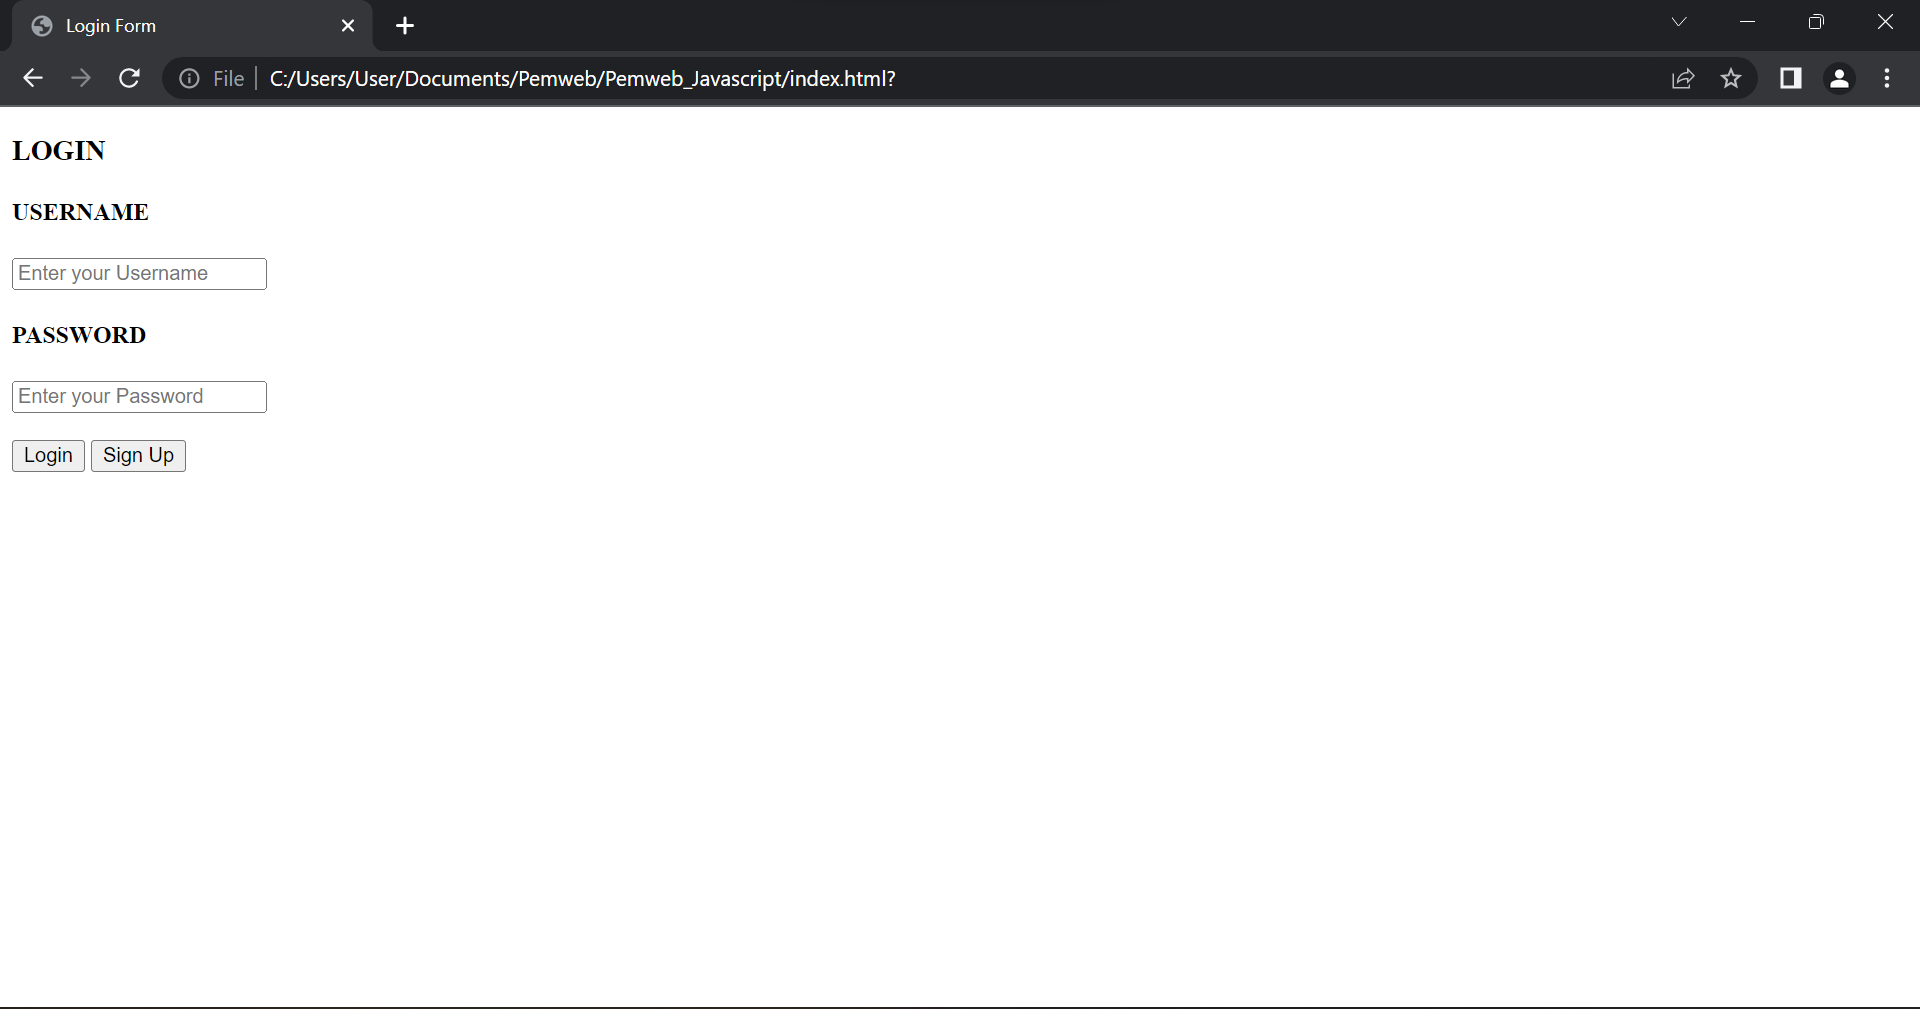 Login Form
File C:/Users/User/Documents/Pemweb/Pemweb_Javascript/index.html?
LOGIN
USERNAME
Enter your Username
PASSWORD
Enter your Password
Login Sign Up